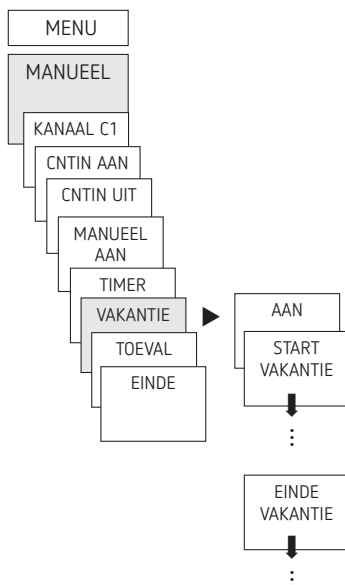 MENU
MANUEEL
KANAAL C1
CNTIN AAN
CNTIN UIT
MANUEEL
AAN
TIMER
VAKANTIE
TOEVAL
EINDE
AAN
START
VAKANTIE
EINDE
VAKANTIE